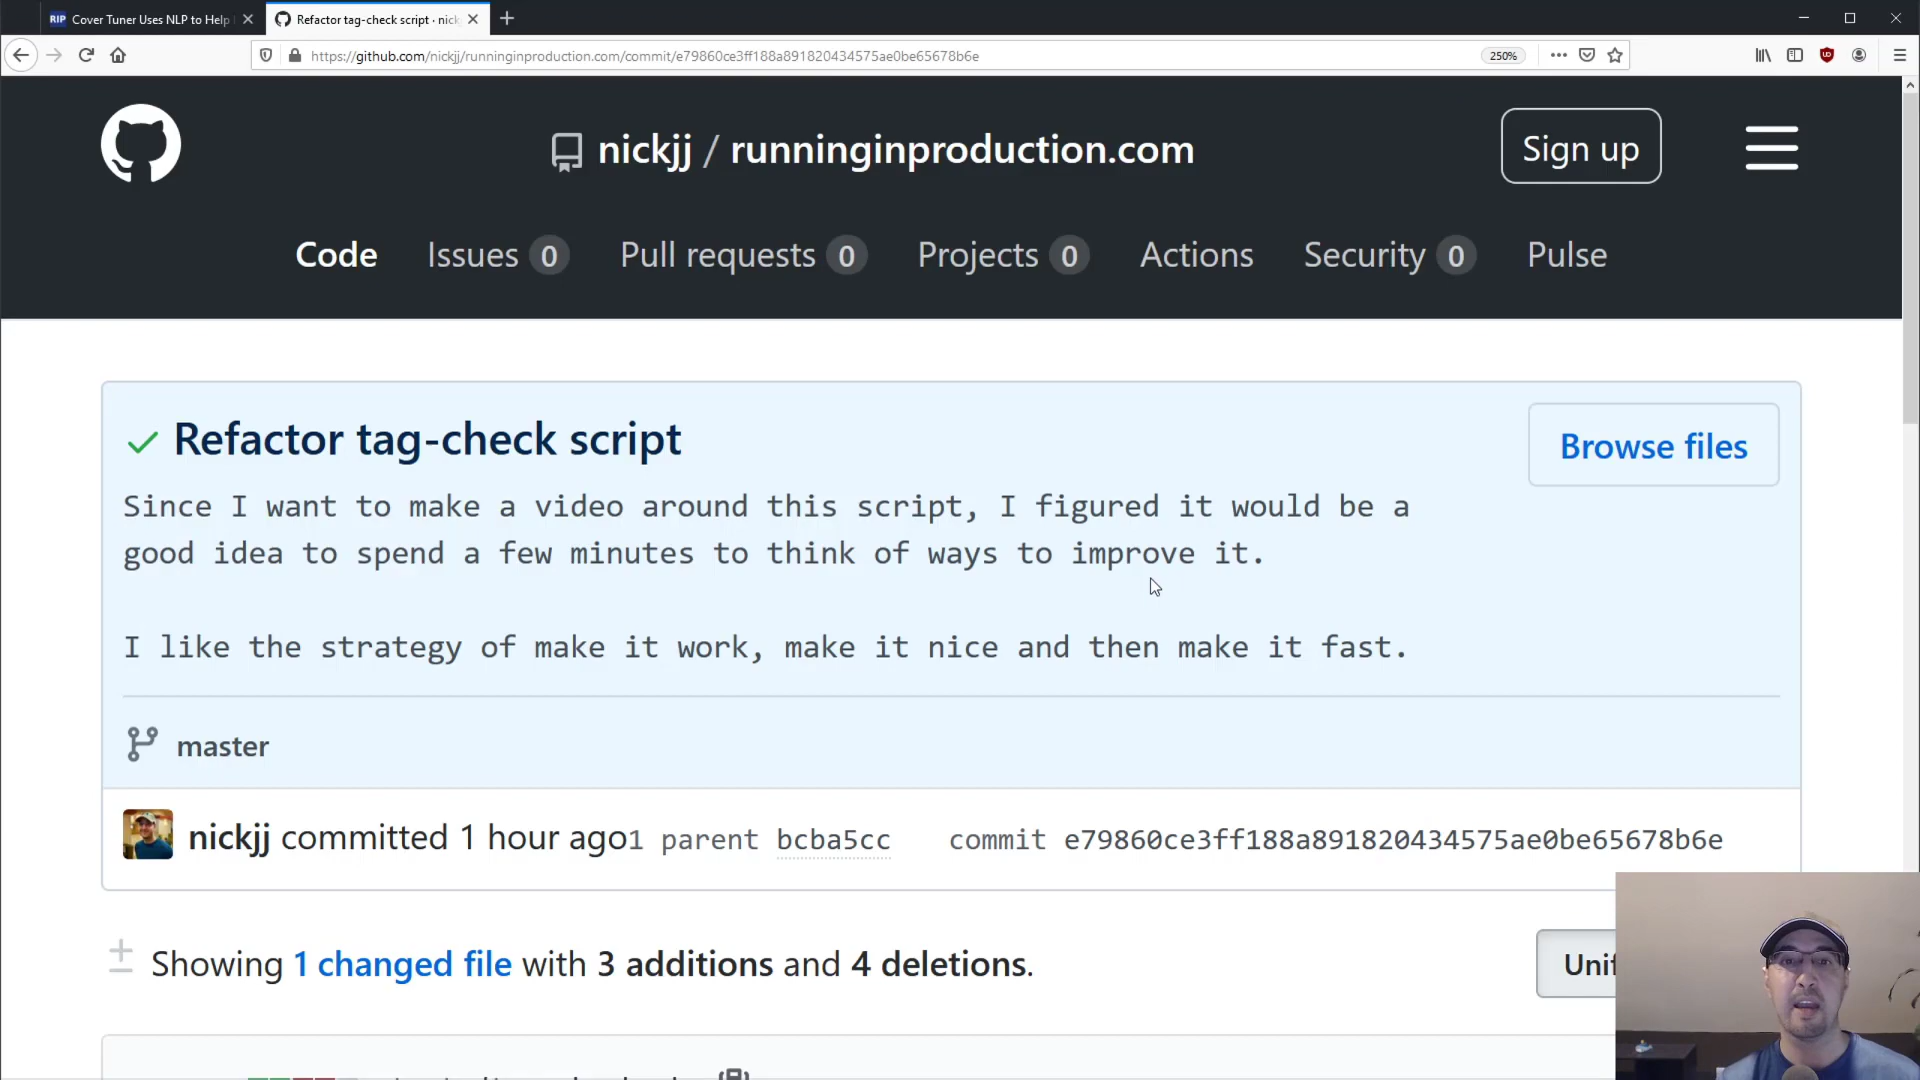 RIP Cover Tuner Uses NLP to Help
Refactor tag-check script · nick
https://github.com/nickjj/runninginproduction.com/commit/e79860ce3ff188a891820434575ae0be65678b6e
250%
nickjj / runninginproduction.com
Sign up
Code Issues 0 Pull requests 0 Projects 0 Actions Security 0 Pulse
Refactor tag-check script
Browse files
Since I want to make a video around this script, I figured it would be a
good idea to spend a few minutes to think of ways to improve it.
I like the strategy of make it work, make it nice and then make it fast.
master
nickjj committed 1 hour ago 1 parent bcba5cc commit e79860ce3ff188a891820434575ae0be65678b6e
Showing 1 changed file with 3 additions and 4 deletions.
Unif